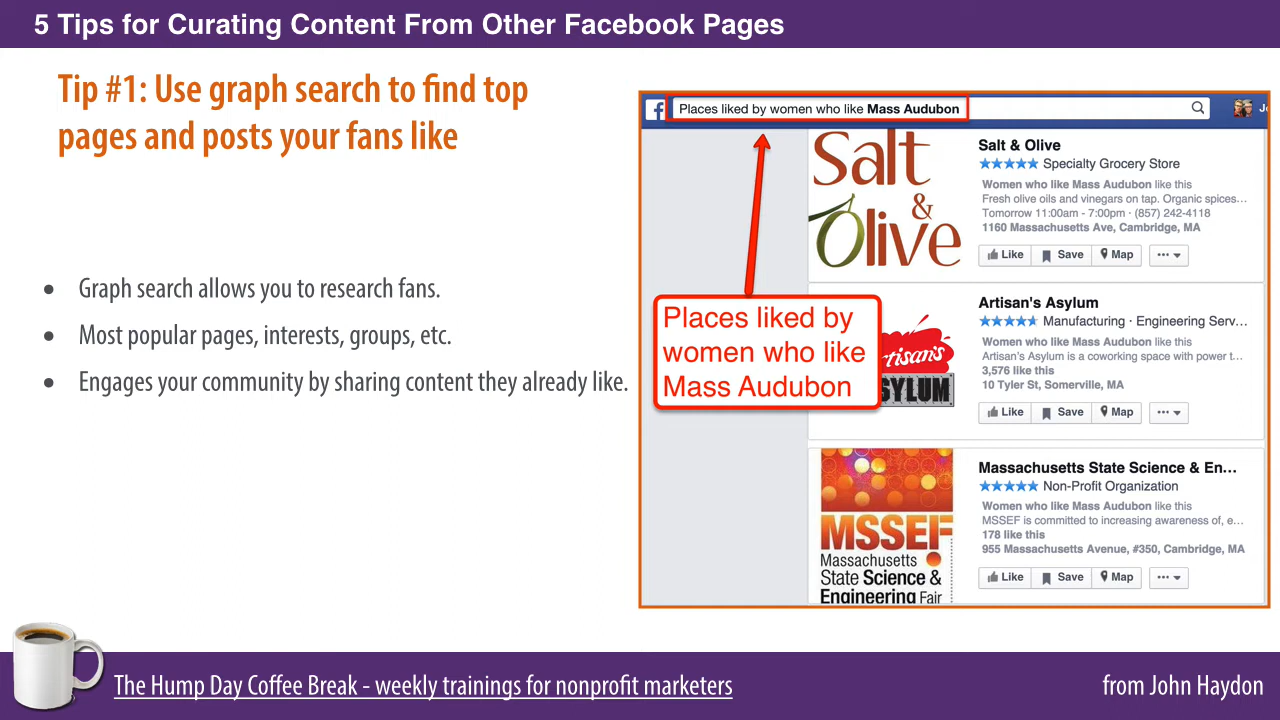 5 Tips for Curating Content From Other Facebook Pages
Tip #1: Use graph search to find top
pages and posts your fans like
• Graph search allows you to research fans.
• Most popular pages, interests, groups, etc.
• Engages your community by sharing content they already like.
f
Places liked by women who like Mass Audubon
Jo
Salt
&
Olive
Salt & Olive
Specialty Grocery Store
Women who like Mass Audubon like this
Fresh olive oils and vinegars on tap. Organic spices…
Tomorrow 11:00am - 7:00pm · (857) 242-4118
1160 Massachusetts Ave, Cambridge, MA
Like Save Map
Places liked by
women who like
Mass Audubon
artisan's
ASYLUM
Artisan's Asylum
Manufacturing · Engineering Serv…
Women who like Mass Audubon like this
Artisan's Asylum is a coworking space with power t…
3,576 like this
10 Tyler St, Somerville, MA
Like Save Map
MSSEF
Massachusetts
State Science &
Engineering Fair
Massachusetts State Science & En…
Non-Profit Organization
Women who like Mass Audubon like this
MSSEF is committed to increasing awareness of, e…
178 like this
955 Massachusetts Avenue, #350, Cambridge, MA
Like Save Map
The Hump Day Coffee Break - weekly trainings for nonprofit marketers
from John Haydon